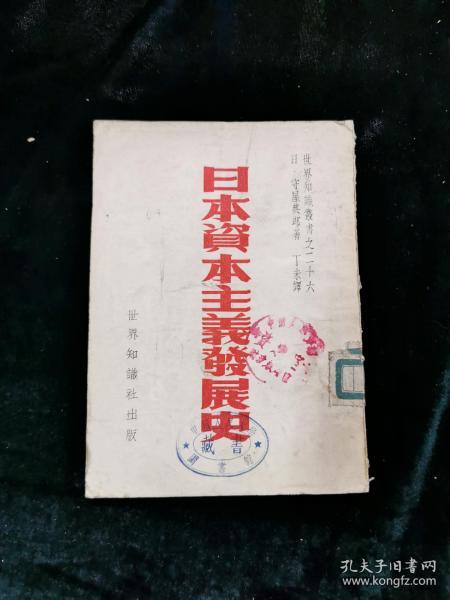 世界知識叢書之二十六
日·守屋典郎著 丁未譯
日本資本主義發展史
世界知識社出版
藏書
孔夫子旧书网
www.kongfz.com